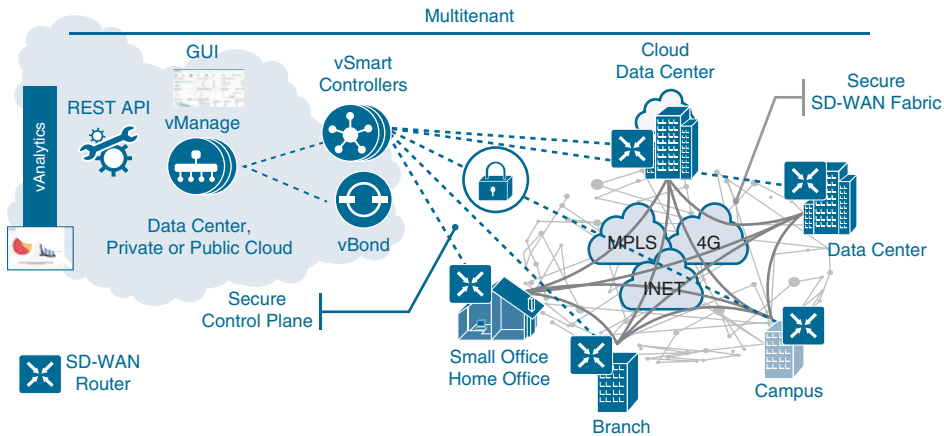 Multitenant
GUI
vSmart
Controllers
Cloud
Data Center
Secure
SD-WAN Fabric
REST API
vManage
vAnalytics
Data Center,
Private or Public Cloud
vBond
MPLS
4G
INET
Data Center
Secure
Control Plane
SD-WAN
Router
Small Office
Home Office
Campus
Branch